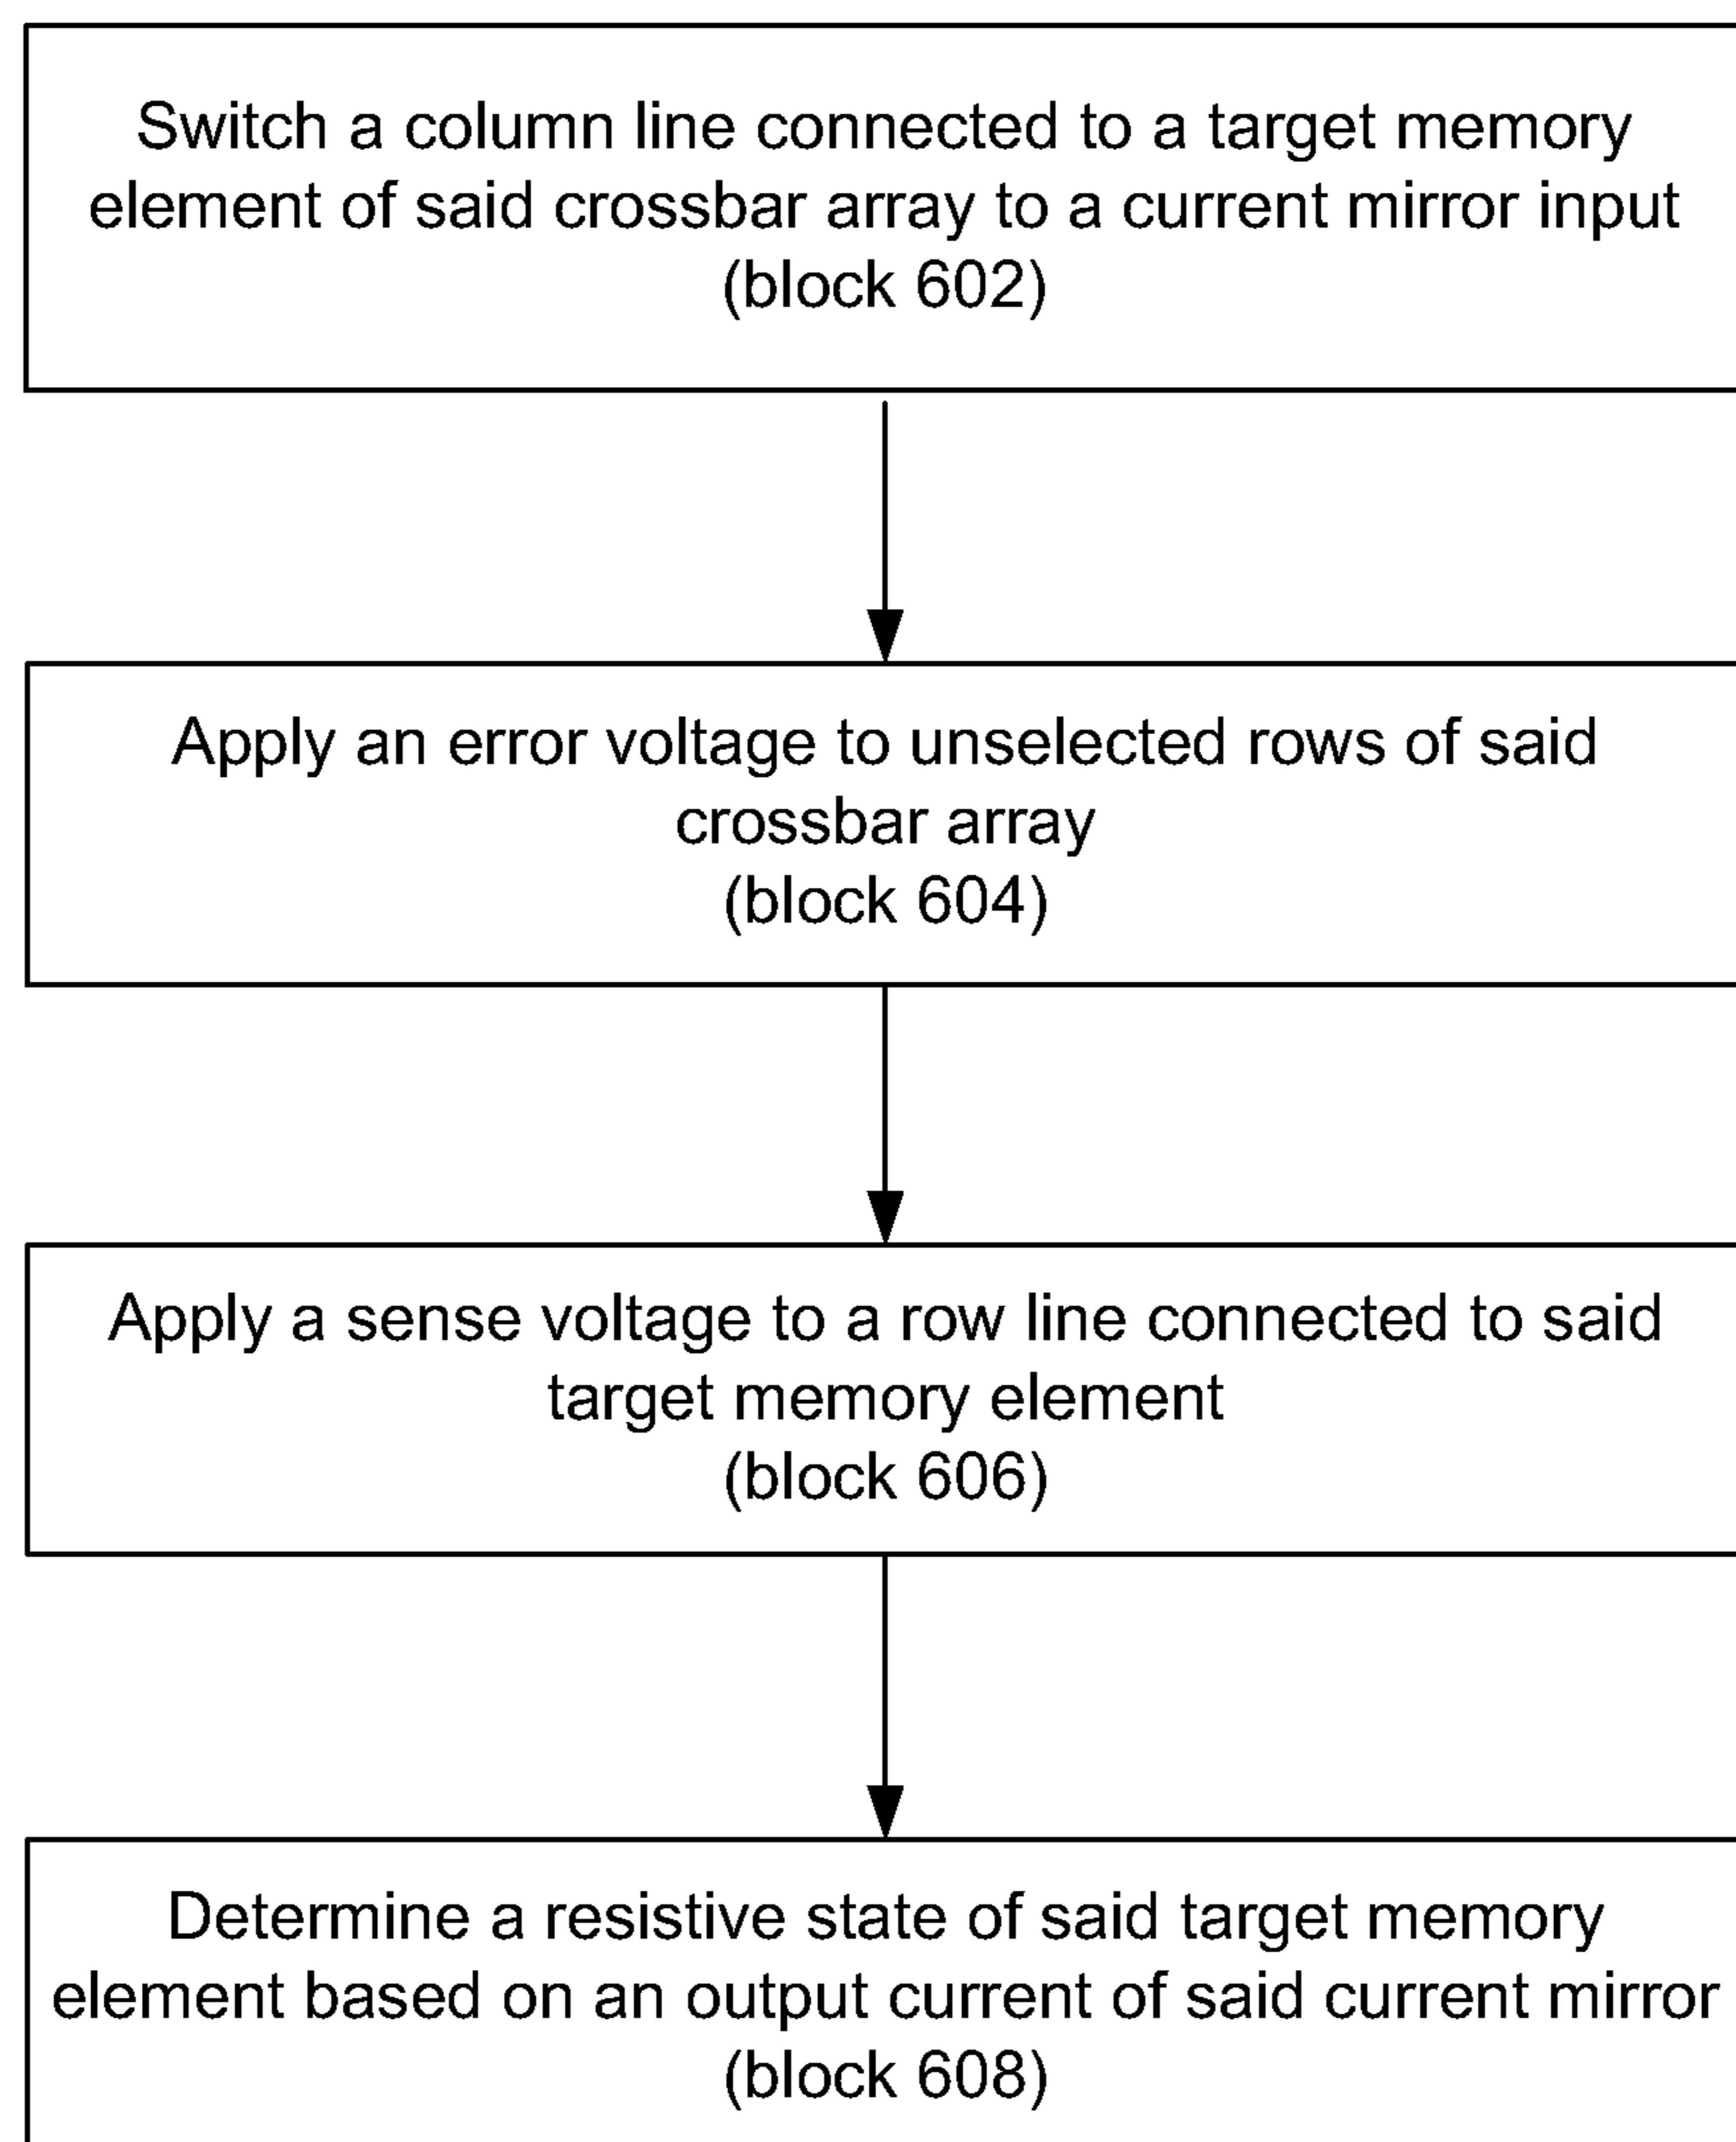 Switch a column line connected to a target memory
element of said crossbar array to a current mirror input
(block 602)
Apply an error voltage to unselected rows of said
crossbar array
(block 604)
Apply a sense voltage to a row line connected to said
target memory element
(block 606)
Determine a resistive state of said target memory
element based on an output current of said current mirror
(block 608)